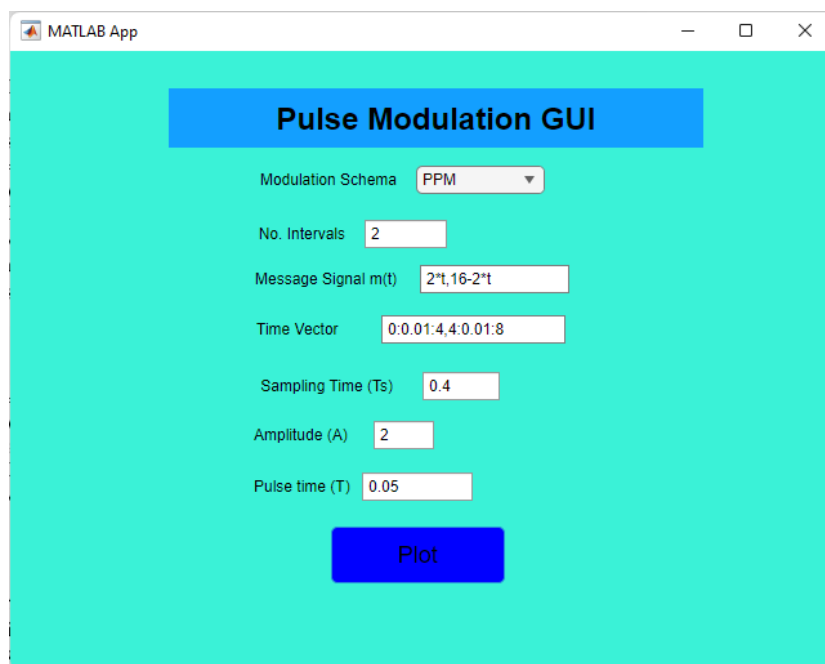 MATLAB App
Pulse Modulation GUI
Modulation Schema PPM
No. Intervals 2
Message Signal m(t) 2*t,16-2*t
Time Vector 0:0.01:4,4:0.01:8
Sampling Time (Ts) 0.4
Amplitude (A) 2
Pulse time (T) 0.05
Plot